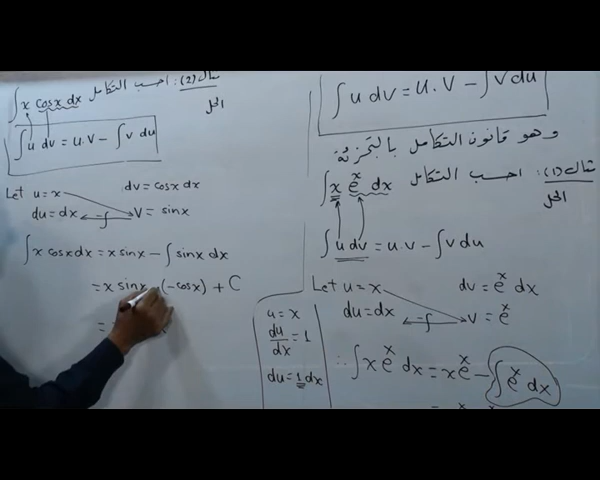 ∫ u dv = u.v − ∫ v du
وهو قانون التكامل بالتجزئة
مثال (1): احسب التكامل ∫ x eˣ dx
الحل
∫ u dv = u.v − ∫ v du
Let u = x    dv = eˣ dx
du = dx    v = eˣ
u = x
du/dx = 1
du = 1 dx
∴ ∫ x eˣ dx = x eˣ − ∫ eˣ dx
مثال (2): احسب التكامل ∫ x cosx dx
الحل
∫ u dv = u.v − ∫ v du
Let u = x    dv = cosx dx
du = dx    v = sinx
∫ x cosx dx = x sinx − ∫ sinx dx
= x sinx − (−cosx) + C
=